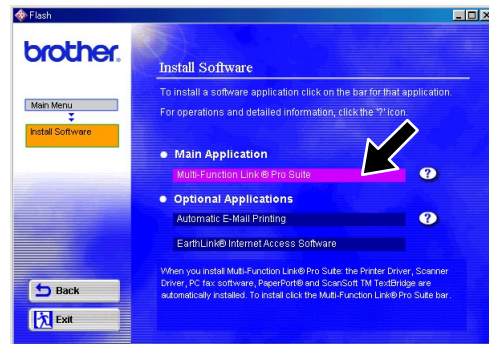 Flash
brother.
Install Software
To install a software application click on the bar for that application.
For operations and detailed information, click the '?' icon.
Main Menu
Install Software
Main Application
Multi-Function Link® Pro Suite
?
Optional Applications
Automatic E-Mail Printing
?
EarthLink® Internet Access Software
When you install Multi-Function Link® Pro Suite: the Printer Driver, Scanner
Driver, PC fax software, PaperPort® and ScanSoft TM TextBridge are
automatically installed. To install click the Multi-Function Link® Pro Suite bar.
Back
Exit